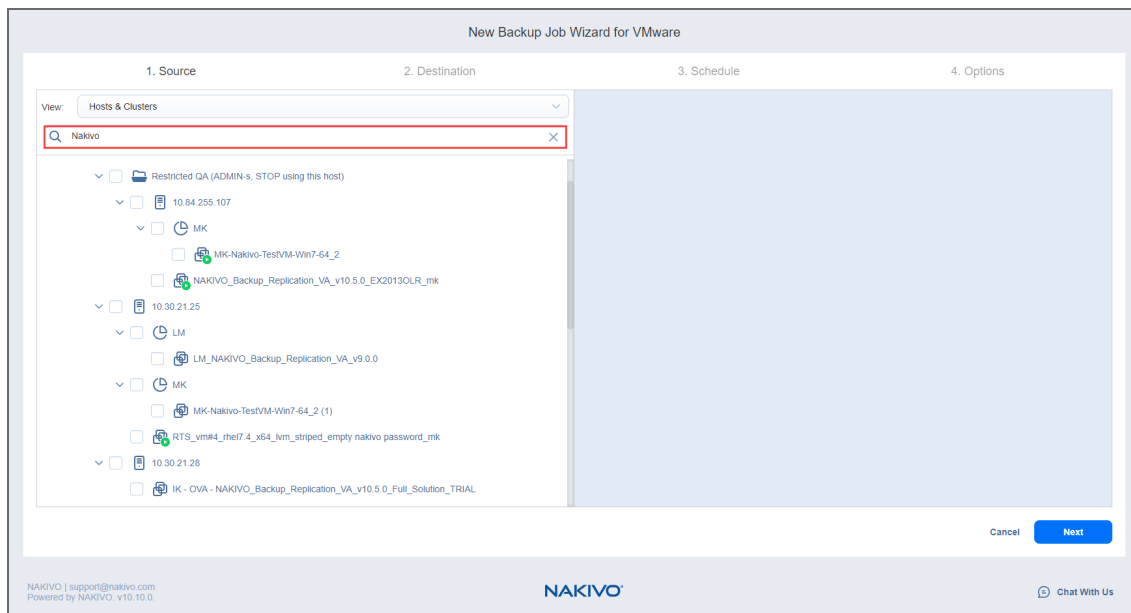 New Backup Job Wizard for VMware
1. Source
2. Destination
3. Schedule
4. Options
View: Hosts & Clusters
Nakivo
Restricted QA (ADMIN-s, STOP using this host)
10.84.255.107
MK
MK-Nakivo-TestVM-Win7-64_2
NAKIVO_Backup_Replication_VA_v10.5.0_EX2013OLR_mk
10.30.21.25
LM
LM_NAKIVO_Backup_Replication_VA_v9.0.0
MK
MK-Nakivo-TestVM-Win7-64_2 (1)
RTS_vm#4_rhel7.4_x64_lvm_striped_empty nakivo password_mk
10.30.21.28
IK - OVA - NAKIVO_Backup_Replication_VA_v10.5.0_Full_Solution_TRIAL
Cancel
Next
NAKIVO | support@nakivo.com
Powered by NAKIVO. v10.10.0.
NAKIVO
Chat With Us